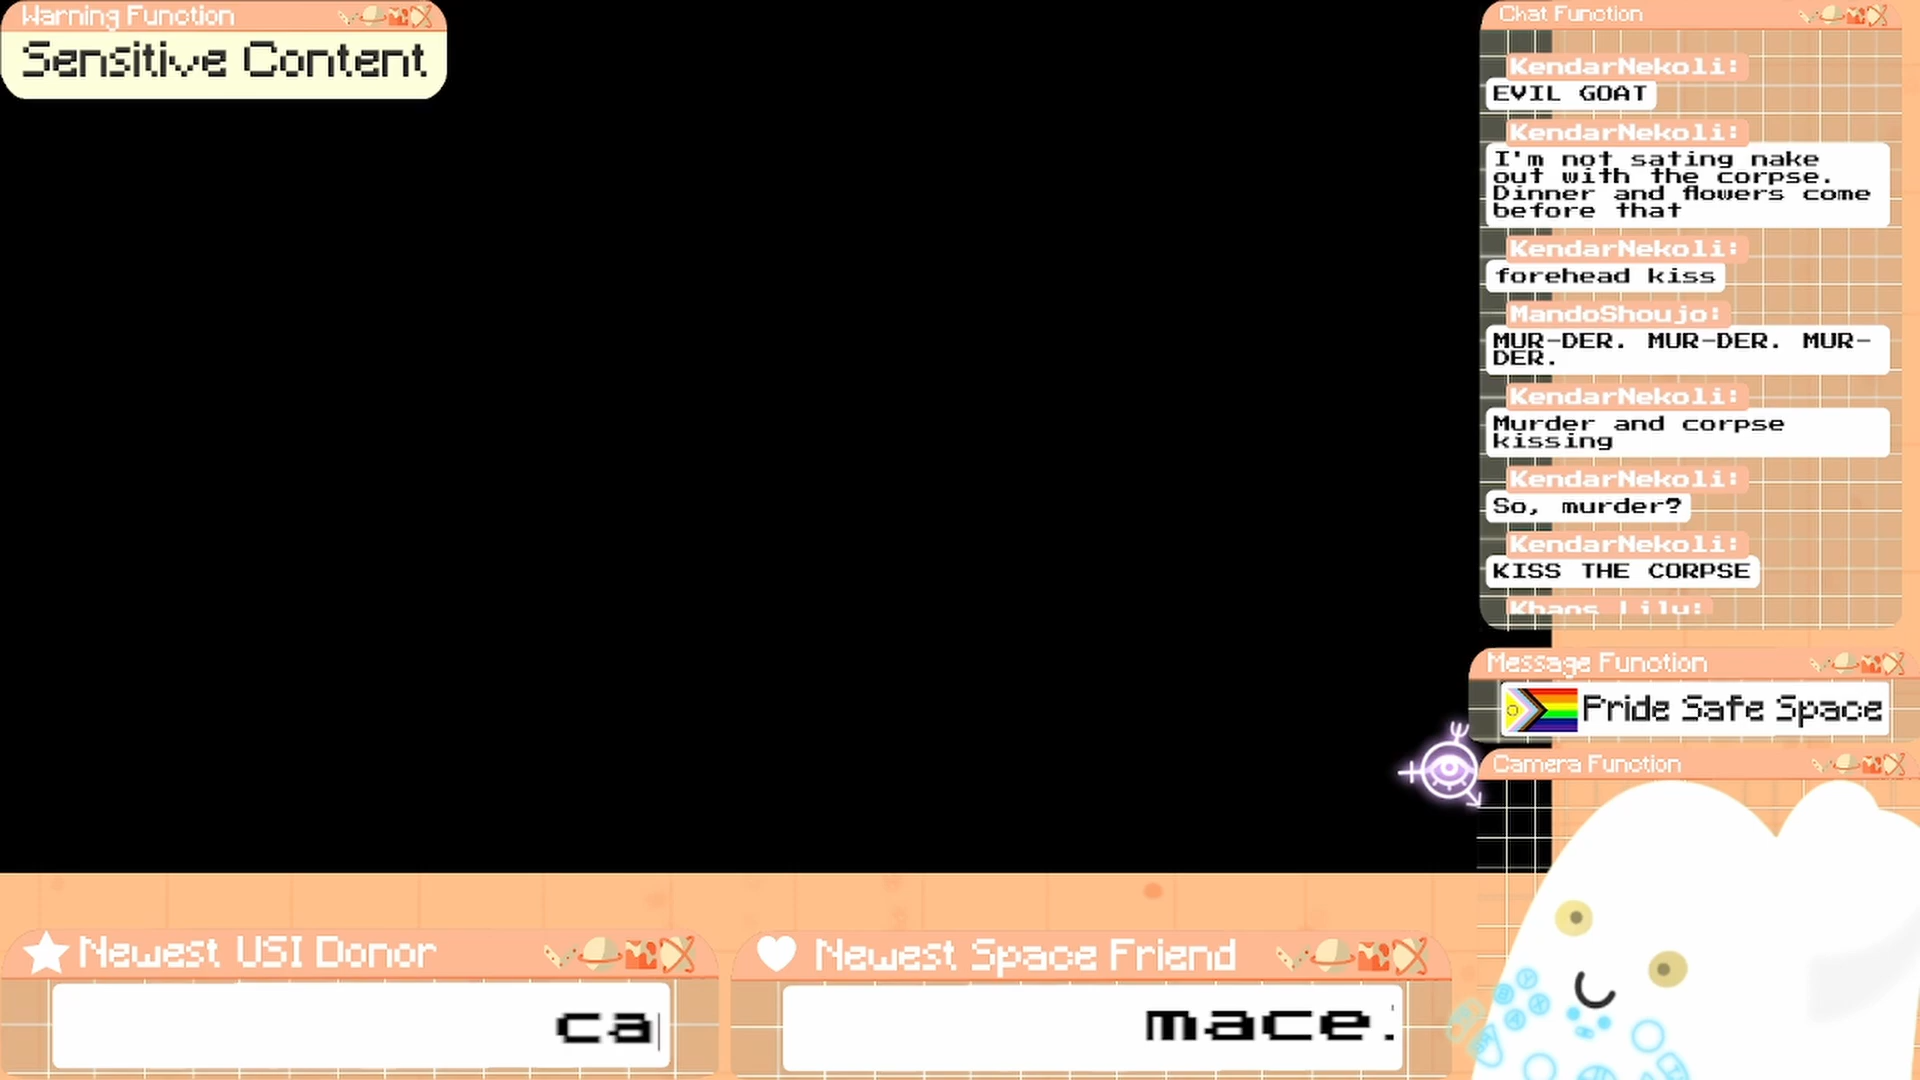 Warning Function
Sensitive Content
Chat Function
KendarNekoli:
EVIL GOAT
KendarNekoli:
I'm not sating nake
out with the corpse.
Dinner and flowers come
before that
KendarNekoli:
forehead kiss
MandoShoujo:
MUR-DER. MUR-DER. MUR-
DER.
KendarNekoli:
Murder and corpse
kissing
KendarNekoli:
So, murder?
KendarNekoli:
KISS THE CORPSE
Khaos_Lily:
Message Function
Pride Safe Space
Camera Function
Newest USI Donor
ca
Newest Space Friend
mace.